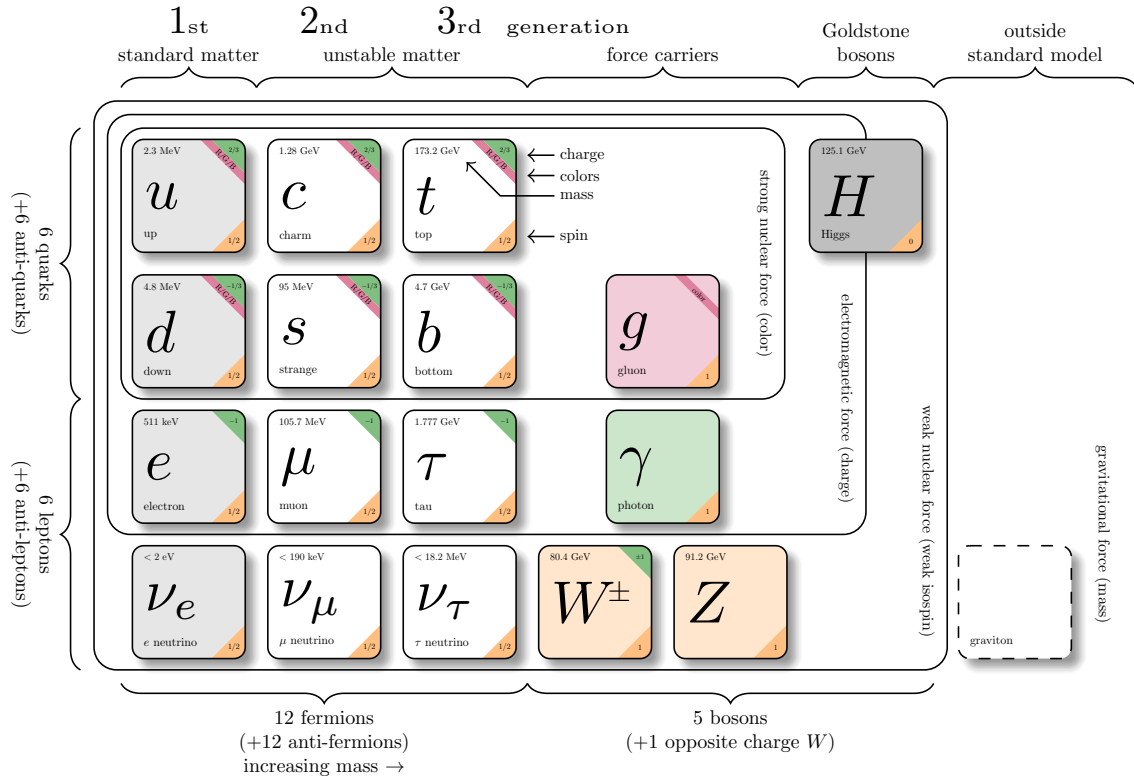 1st
2nd
3rd
generation
standard matter
unstable matter
force carriers
Goldstone
bosons
outside
standard model
6 quarks
(+6 anti-quarks)
6 leptons
(+6 anti-leptons)
2.3 MeV
2/3
R/G/B
u
up
1/2
1.28 GeV
2/3
R/G/B
c
charm
1/2
173.2 GeV
2/3
R/G/B
t
top
1/2
charge
colors
mass
spin
125.1 GeV
H
Higgs
0
4.8 MeV
−1/3
R/G/B
d
down
1/2
95 MeV
−1/3
R/G/B
s
strange
1/2
4.7 GeV
−1/3
R/G/B
b
bottom
1/2
color
g
gluon
1
strong nuclear force (color)
511 keV
−1
e
electron
1/2
105.7 MeV
−1
μ
muon
1/2
1.777 GeV
−1
τ
tau
1/2
γ
photon
1
electromagnetic force (charge)
< 2 eV
νe
e neutrino
1/2
< 190 keV
νμ
μ neutrino
1/2
< 18.2 MeV
ντ
τ neutrino
1/2
80.4 GeV
±1
W±
1
91.2 GeV
Z
1
weak nuclear force (weak isospin)
graviton
gravitational force (mass)
12 fermions
(+12 anti-fermions)
increasing mass →
5 bosons
(+1 opposite charge W)